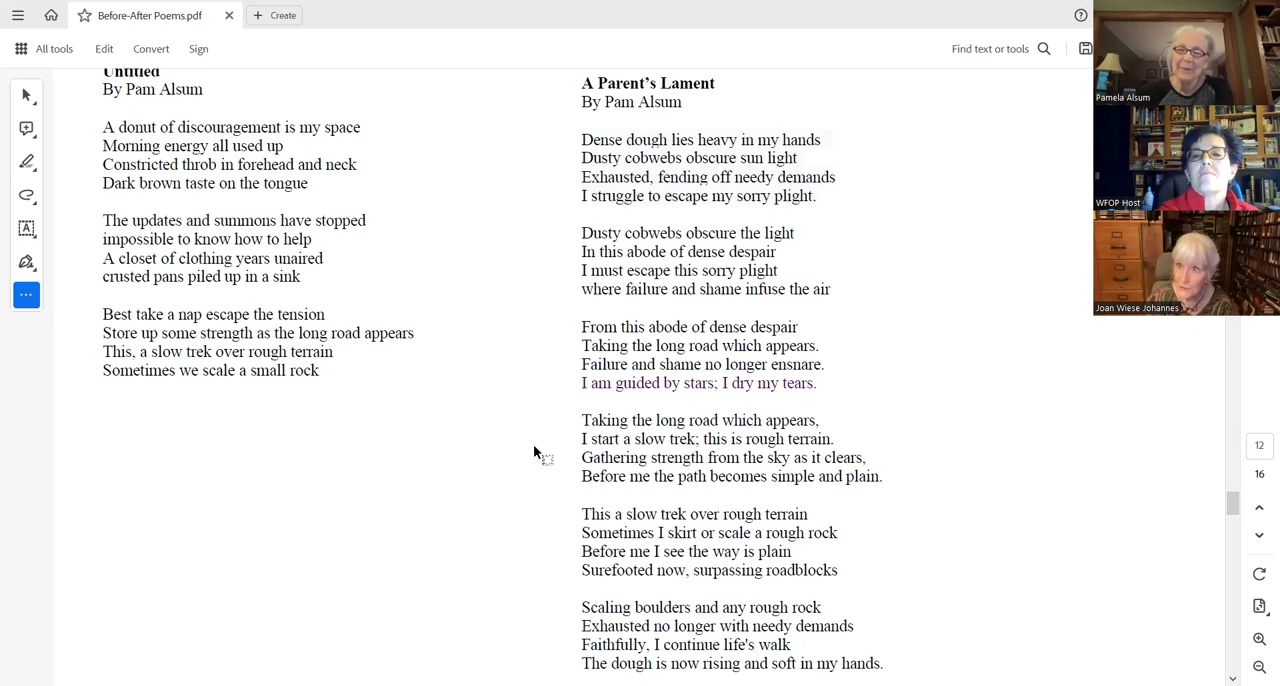 Before-After Poems.pdf
Create
All tools
Edit
Convert
Sign
Find text or tools
Untitled
By Pam Alsum
A donut of discouragement is my space
Morning energy all used up
Constricted throb in forehead and neck
Dark brown taste on the tongue
The updates and summons have stopped
impossible to know how to help
A closet of clothing years unaired
crusted pans piled up in a sink
Best take a nap escape the tension
Store up some strength as the long road appears
This, a slow trek over rough terrain
Sometimes we scale a small rock
A Parent's Lament
By Pam Alsum
Dense dough lies heavy in my hands
Dusty cobwebs obscure sun light
Exhausted, fending off needy demands
I struggle to escape my sorry plight.
Dusty cobwebs obscure the light
In this abode of dense despair
I must escape this sorry plight
where failure and shame infuse the air
From this abode of dense despair
Taking the long road which appears.
Failure and shame no longer ensnare.
I am guided by stars; I dry my tears.
Taking the long road which appears,
I start a slow trek; this is rough terrain.
Gathering strength from the sky as it clears,
Before me the path becomes simple and plain.
This a slow trek over rough terrain
Sometimes I skirt or scale a rough rock
Before me I see the way is plain
Surefooted now, surpassing roadblocks
Scaling boulders and any rough rock
Exhausted no longer with needy demands
Faithfully, I continue life's walk
The dough is now rising and soft in my hands.
Pamela Alsum
WFOP Host
Joan Wiese Johannes
12
16